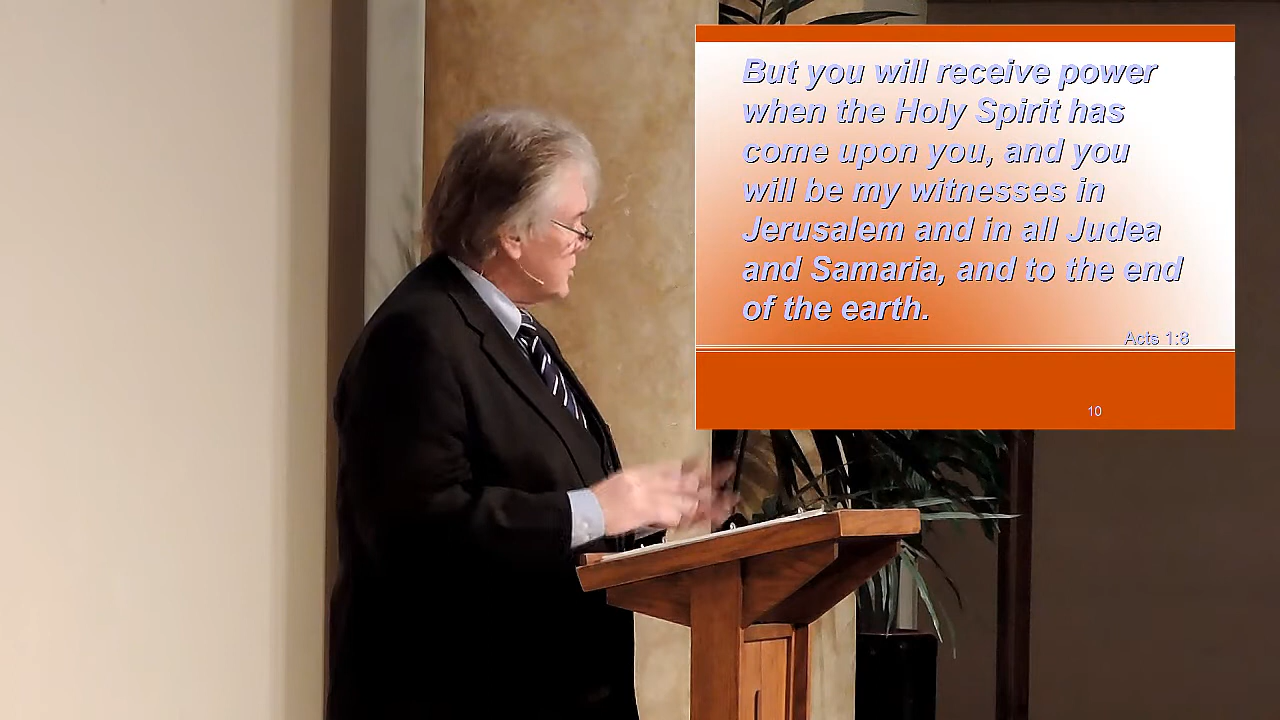 But you will receive power
when the Holy Spirit has
come upon you, and you
will be my witnesses in
Jerusalem and in all Judea
and Samaria, and to the end
of the earth.
Acts 1:8
10